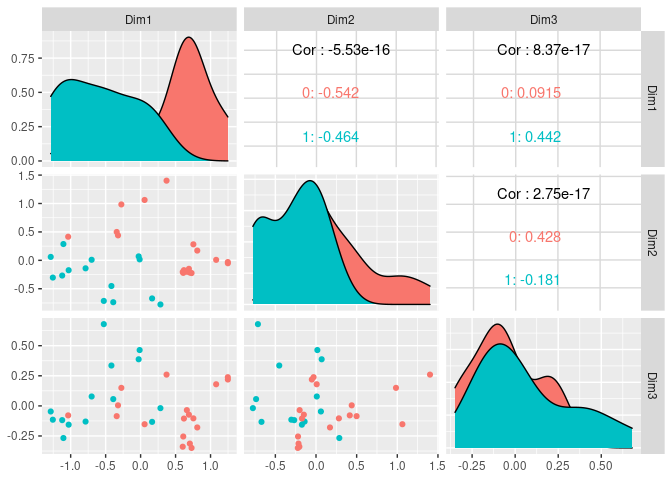 Dim1 Dim2 Dim3
0.75
0.50
0.25
0.00
Cor : -5.53e-16
0: -0.542
1: -0.464
Cor : 8.37e-17
0: 0.0915
1: 0.442
Dim1
1.5
1.0
0.5
0.0
-0.5
Cor : 2.75e-17
0: 0.428
1: -0.181
Dim2
0.50
0.25
0.00
-0.25
Dim3
-1.0 -0.5 0.0 0.5 1.0
-0.5 0.0 0.5 1.0 1.5
-0.25 0.00 0.25 0.50